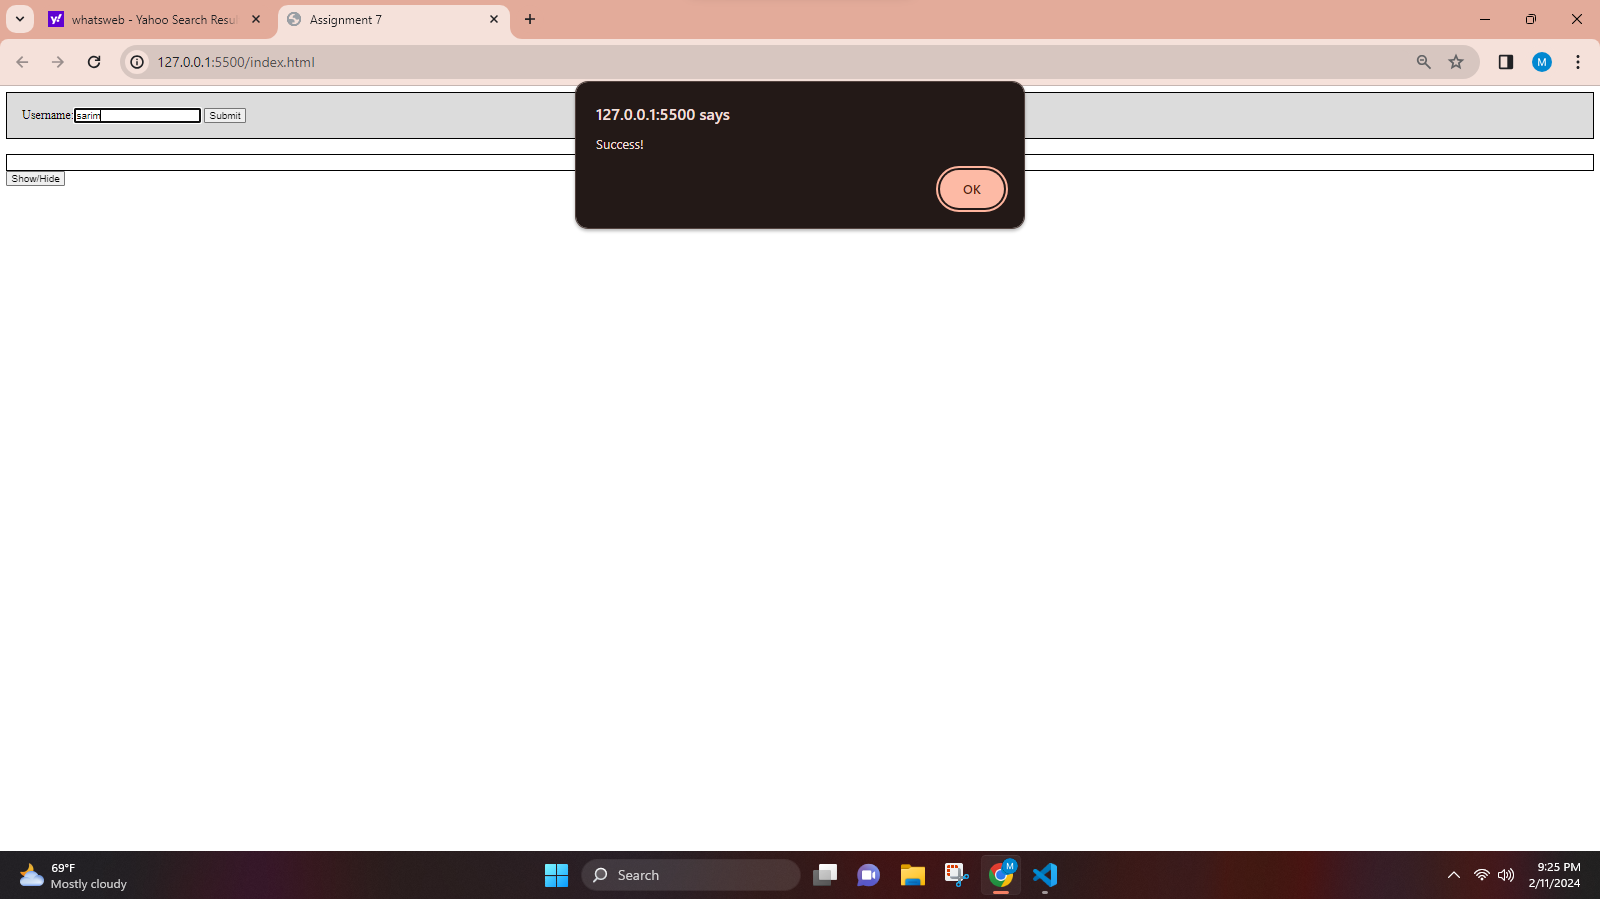 whatsweb - Yahoo Search Resu
Assignment 7
127.0.0.1:5500/index.html
M
127.0.0.1:5500 says
Success!
OK
Username: sarim Submit
Show/Hide
69°F
Mostly cloudy
Search
M
9:25 PM
2/11/2024